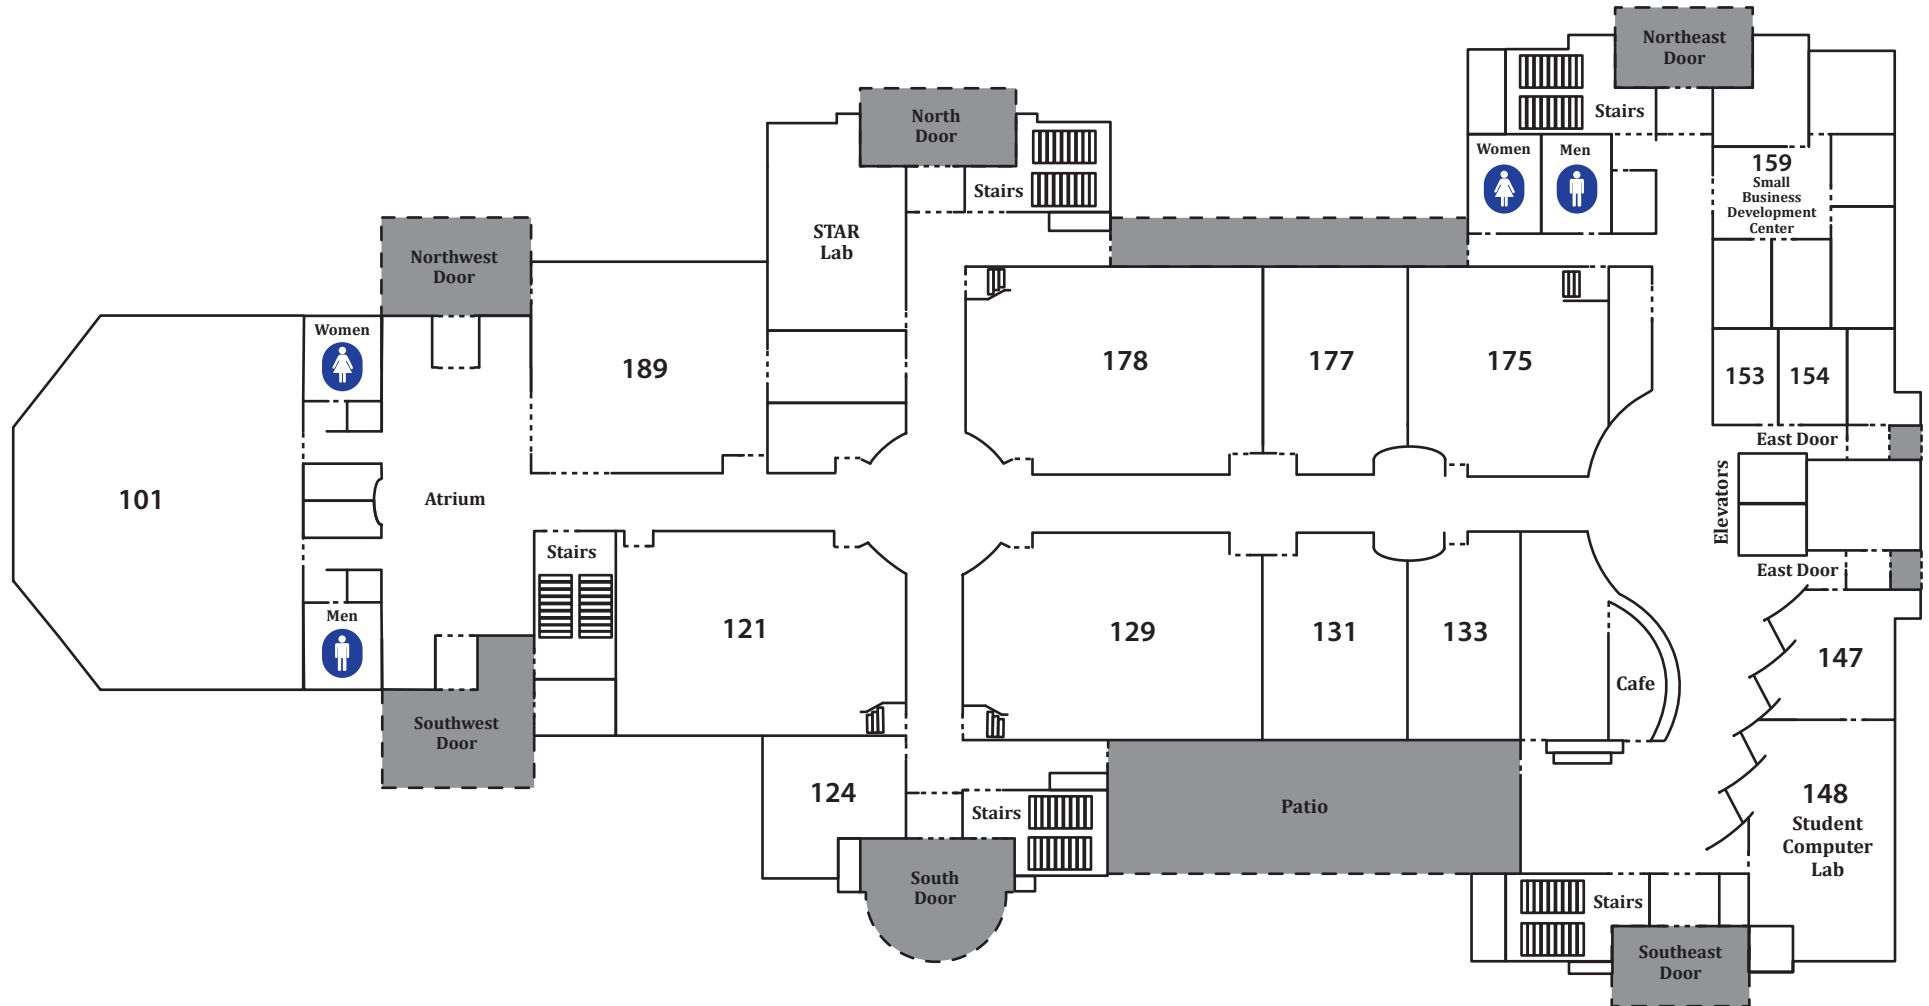 Northeast
Door
Stairs
North
Door
Women
Men
159
Small
Business
Development
Center
Stairs
STAR
Lab
Northwest
Door
Women
189
178
177
175
153
154
East Door
101
Atrium
Elevators
Stairs
East Door
Men
121
129
131
133
147
Cafe
Southwest
Door
124
Stairs
Patio
148
Student
Computer
Lab
South
Door
Stairs
Southeast
Door